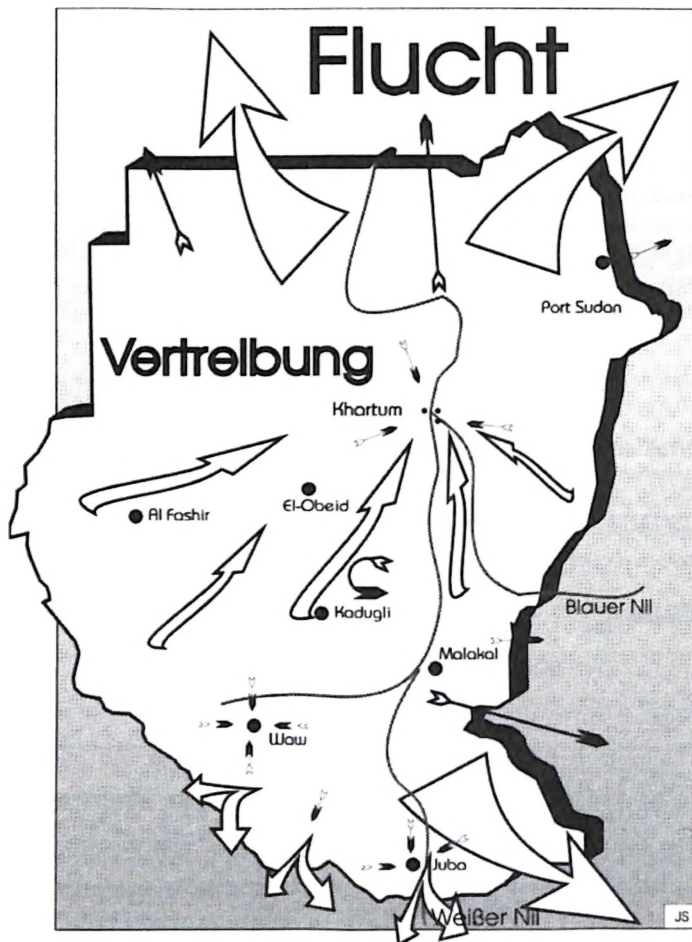 Flucht
Port Sudan
Vertreibung
Khartum
El-Obeid
Al Fashir
Kadugli
Blauer Nil
Malakal
Waw
Juba
Weißer Nil
JS